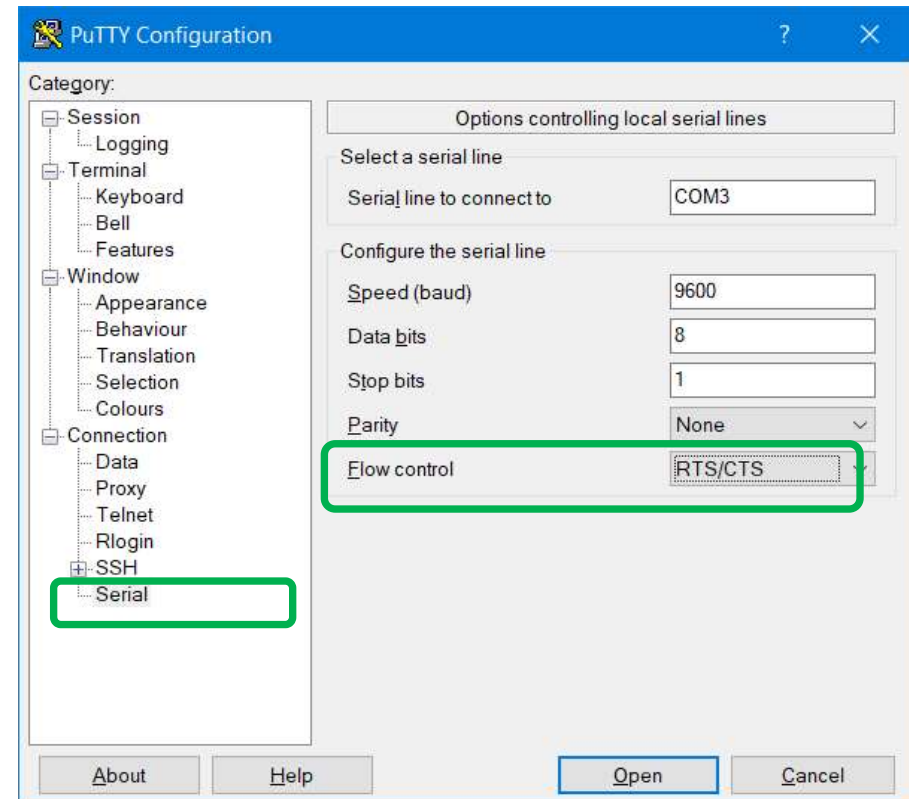 PuTTY Configuration
?
Category:
Session
Logging
Terminal
Keyboard
Bell
Features
Window
Appearance
Behaviour
Translation
Selection
Colours
Connection
Data
Proxy
Telnet
Rlogin
SSH
Serial
Options controlling local serial lines
Select a serial line
Serial line to connect to COM3
Configure the serial line
Speed (baud) 9600
Data bits 8
Stop bits 1
Parity None
Flow control RTS/CTS
About Help Open Cancel